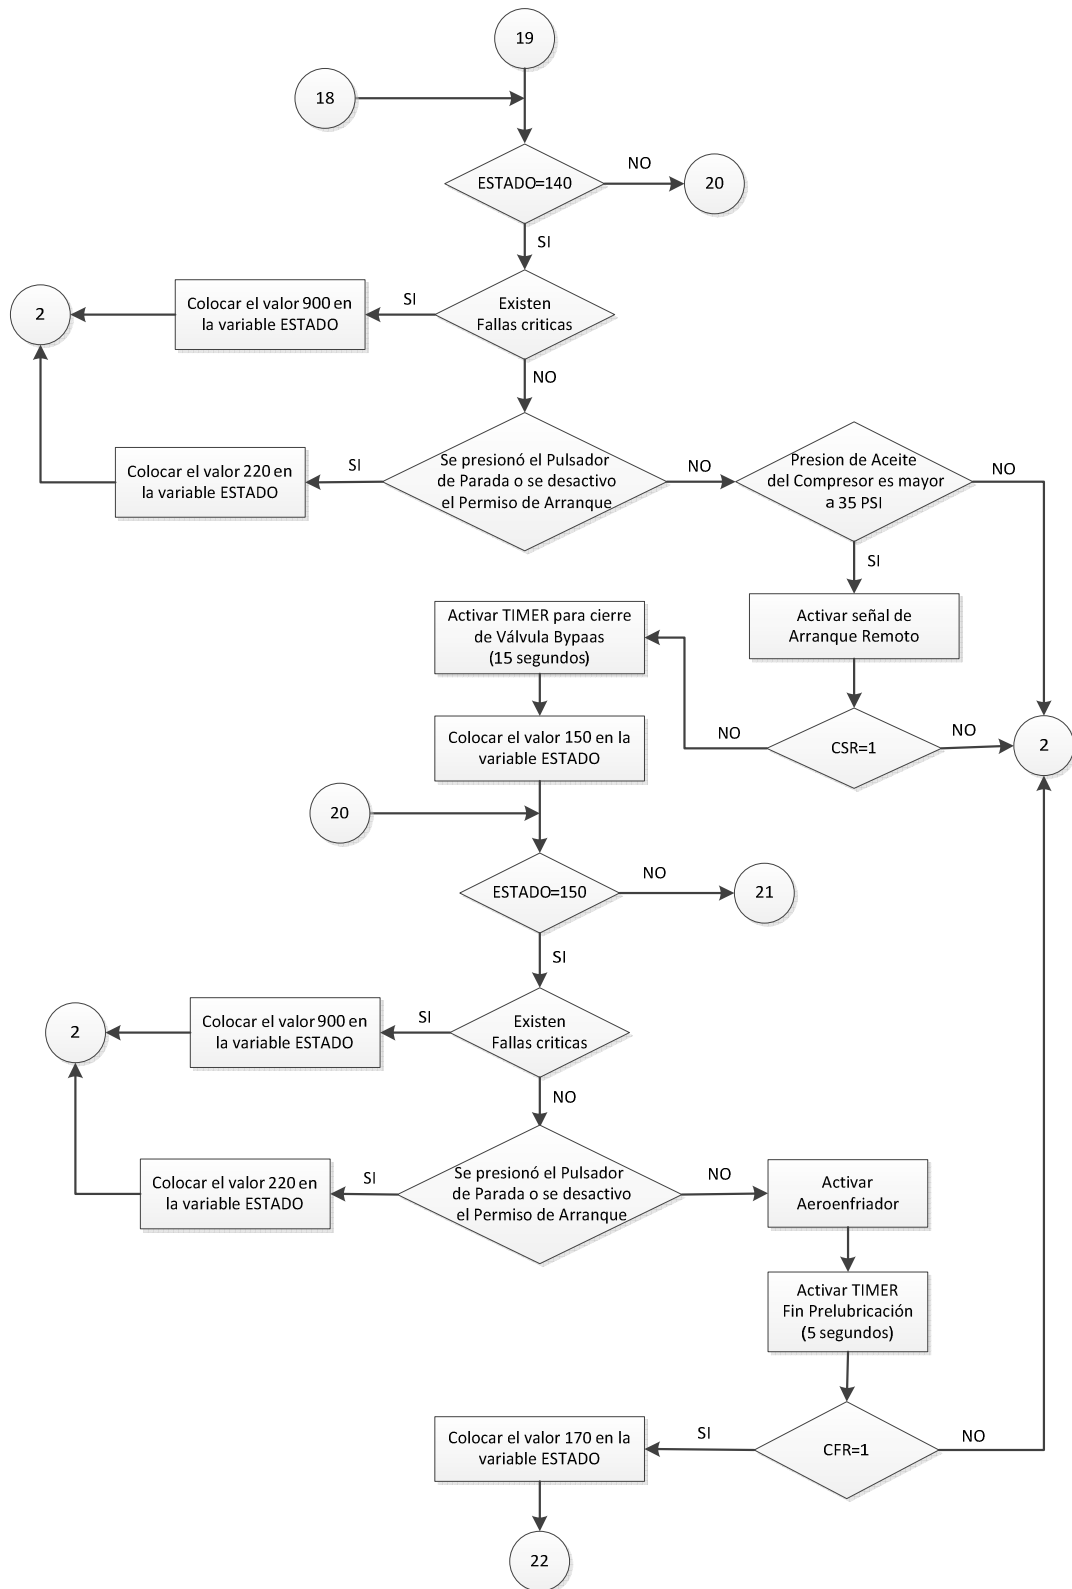 19
18
ESTADO=140
NO
20
SI
Existen
Fallas criticas
SI
Colocar el valor 900 en
la variable ESTADO
2
NO
Se presionó el Pulsador
de Parada o se desactivo
el Permiso de Arranque
SI
Colocar el valor 220 en
la variable ESTADO
NO
Presion de Aceite
del Compresor es mayor
a 35 PSI
NO
SI
Activar señal de
Arranque Remoto
Activar TIMER para cierre
de Válvula Bypaas
(15 segundos)
CSR=1
NO
NO
2
Colocar el valor 150 en la
variable ESTADO
20
ESTADO=150
NO
21
SI
Existen
Fallas criticas
SI
Colocar el valor 900 en
la variable ESTADO
2
NO
Se presionó el Pulsador
de Parada o se desactivo
el Permiso de Arranque
SI
Colocar el valor 220 en
la variable ESTADO
NO
Activar
Aeroenfriador
Activar TIMER
Fin Prelubricación
(5 segundos)
CFR=1
NO
SI
Colocar el valor 170 en la
variable ESTADO
22